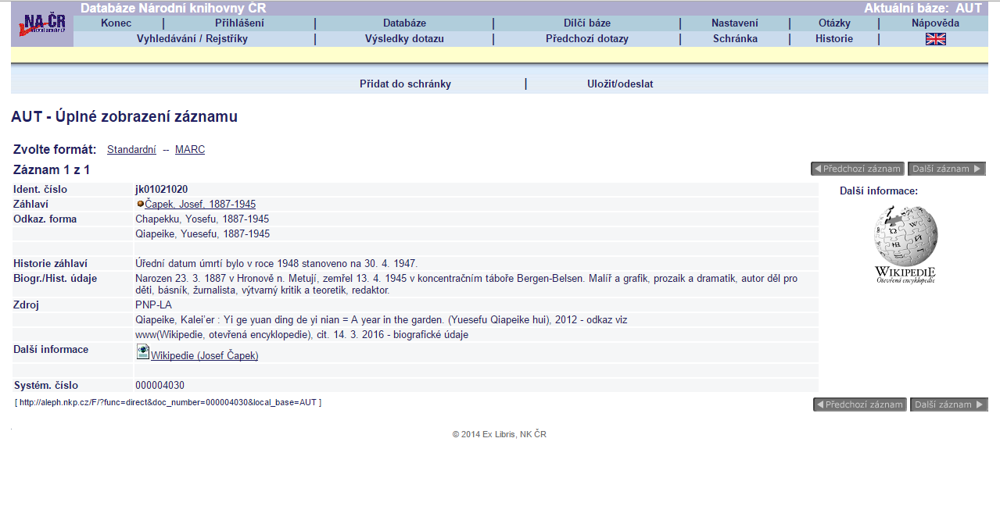 Databáze Národní knihovny ČR Aktuální báze: AUT
NA-ČR
Konec | Přihlášení | Databáze | Dílčí báze | Nastavení | Otázky | Nápověda
Vyhledávání / Rejstříky | Výsledky dotazu | Předchozí dotazy | Schránka | Historie |
Přidat do schránky | Uložit/odeslat
AUT - Úplné zobrazení záznamu
Zvolte formát: Standardní -- MARC
Záznam 1 z 1 Předchozí záznam Další záznam
Ident. číslo jk01021020
Záhlaví Čapek, Josef, 1887-1945
Odkaz. forma Chapekku, Yosefu, 1887-1945
Qiapeike, Yuesefu, 1887-1945
Historie záhlaví Úřední datum úmrtí bylo v roce 1948 stanoveno na 30. 4. 1947.
Biogr./Hist. údaje Narozen 23. 3. 1887 v Hronově n. Metují, zemřel 13. 4. 1945 v koncentračním táboře Bergen-Belsen. Malíř a grafik, prozaik a dramatik, autor děl pro
děti, básník, žurnalista, výtvarný kritik a teoretik, redaktor.
Zdroj PNP-LA
Qiapeike, Kalei'er : Yi ge yuan ding de yi nian = A year in the garden. (Yuesefu Qiapeike hui), 2012 - odkaz viz
www(Wikipedie, otevřená encyklopedie), cit. 14. 3. 2016 - biografické údaje
Další informace Wikipedie (Josef Čapek)
Systém. číslo 000004030
Další informace:
WIKIPEDIE
Otevřená encyklopedie
[ http://aleph.nkp.cz/F/?func=direct&doc_number=000004030&local_base=AUT ] Předchozí záznam Další záznam
© 2014 Ex Libris, NK ČR